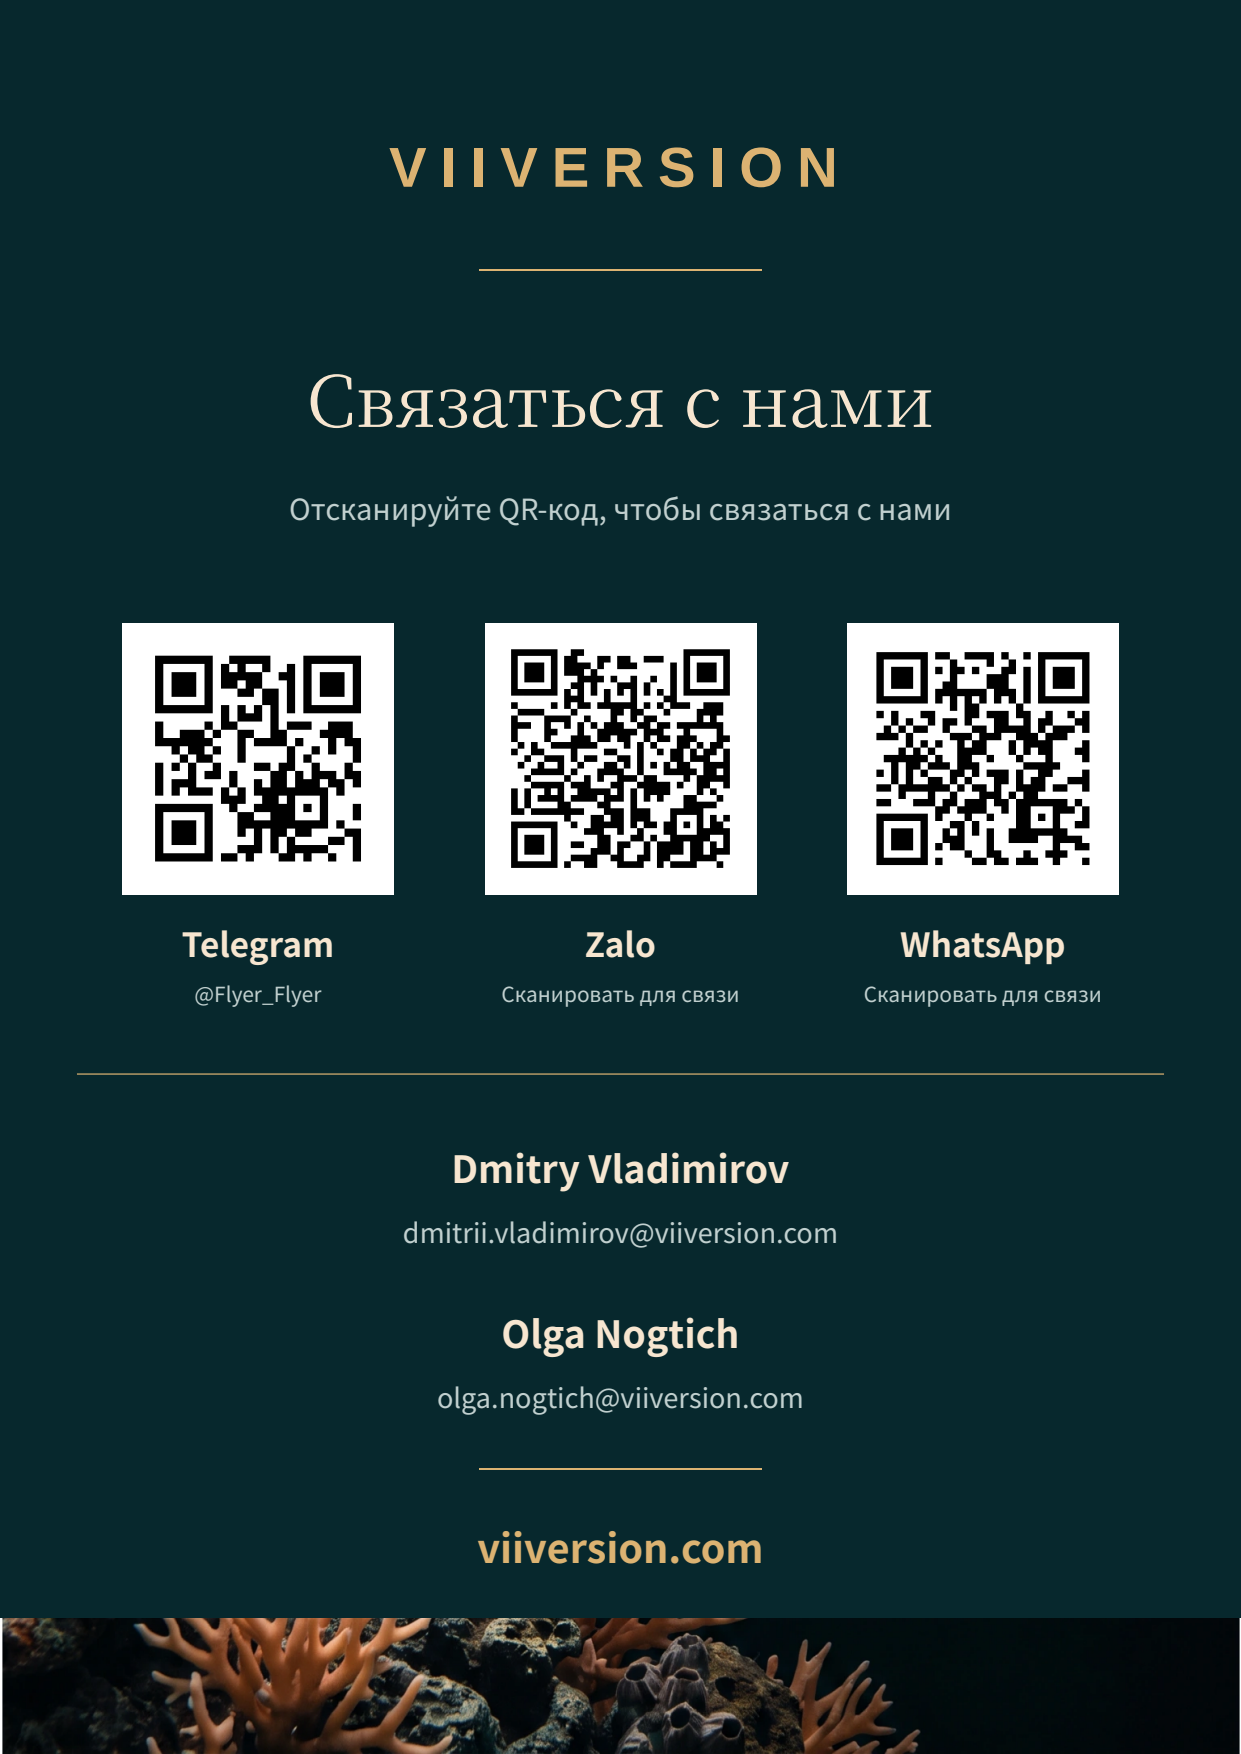 VIIVERSION
Связаться с нами
Отсканируйте QR-код, чтобы связаться с нами
Telegram
@Flyer_Flyer
Zalo
Сканировать для связи
WhatsApp
Сканировать для связи
Dmitry Vladimirov
dmitrii.vladimirov@viiversion.com
Olga Nogtich
olga.nogtich@viiversion.com
viiversion.com